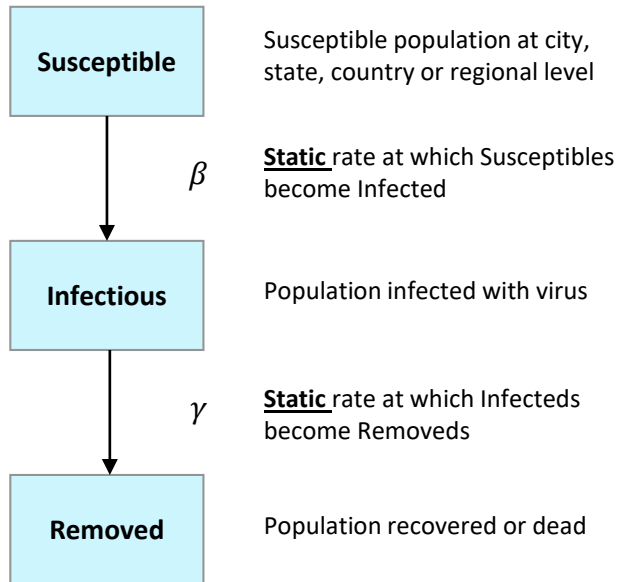 Susceptible
Susceptible population at city,
state, country or regional level
β
Static rate at which Susceptibles
become Infected
Infectious
Population infected with virus
γ
Static rate at which Infecteds
become Removeds
Removed
Population recovered or dead